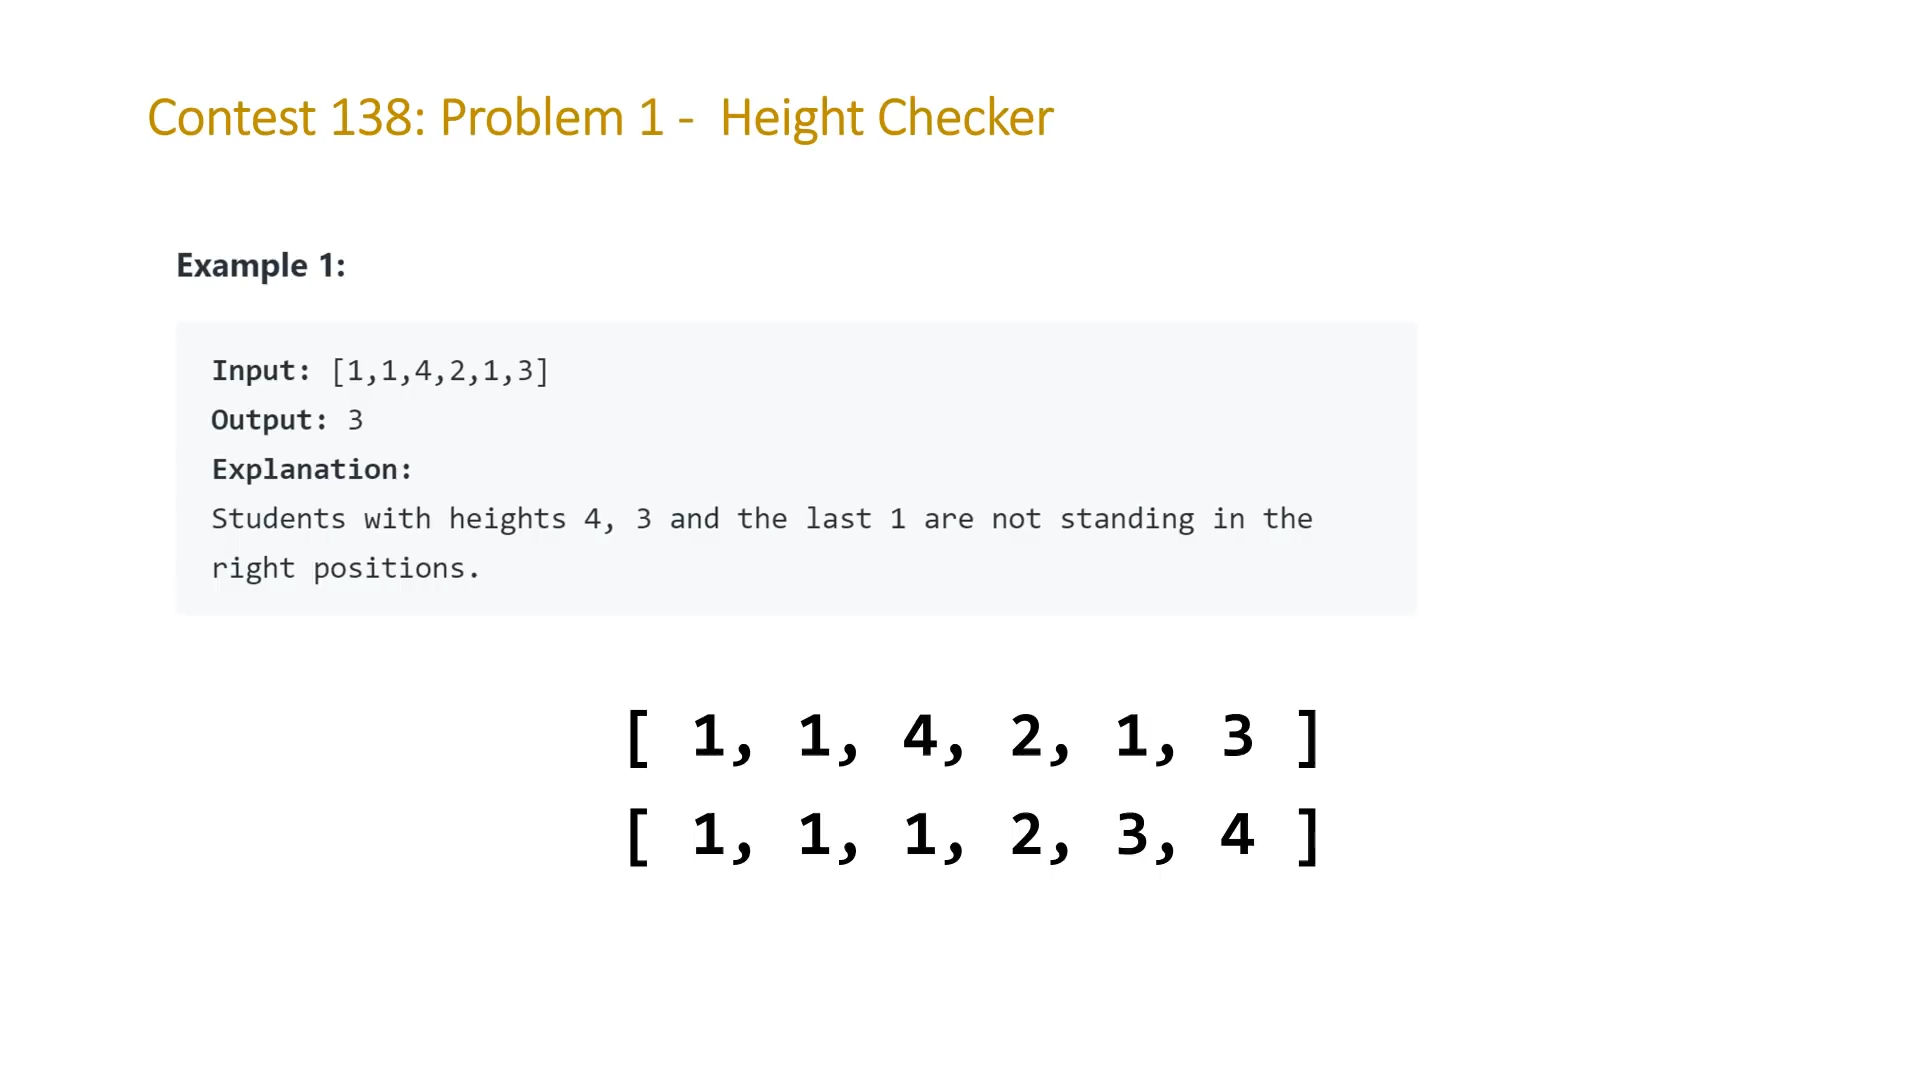 Contest 138: Problem 1 -  Height Checker
Example 1:
Input: [1,1,4,2,1,3]
Output: 3
Explanation:
Students with heights 4, 3 and the last 1 are not standing in the
right positions.
[ 1, 1, 4, 2, 1, 3 ]
[ 1, 1, 1, 2, 3, 4 ]